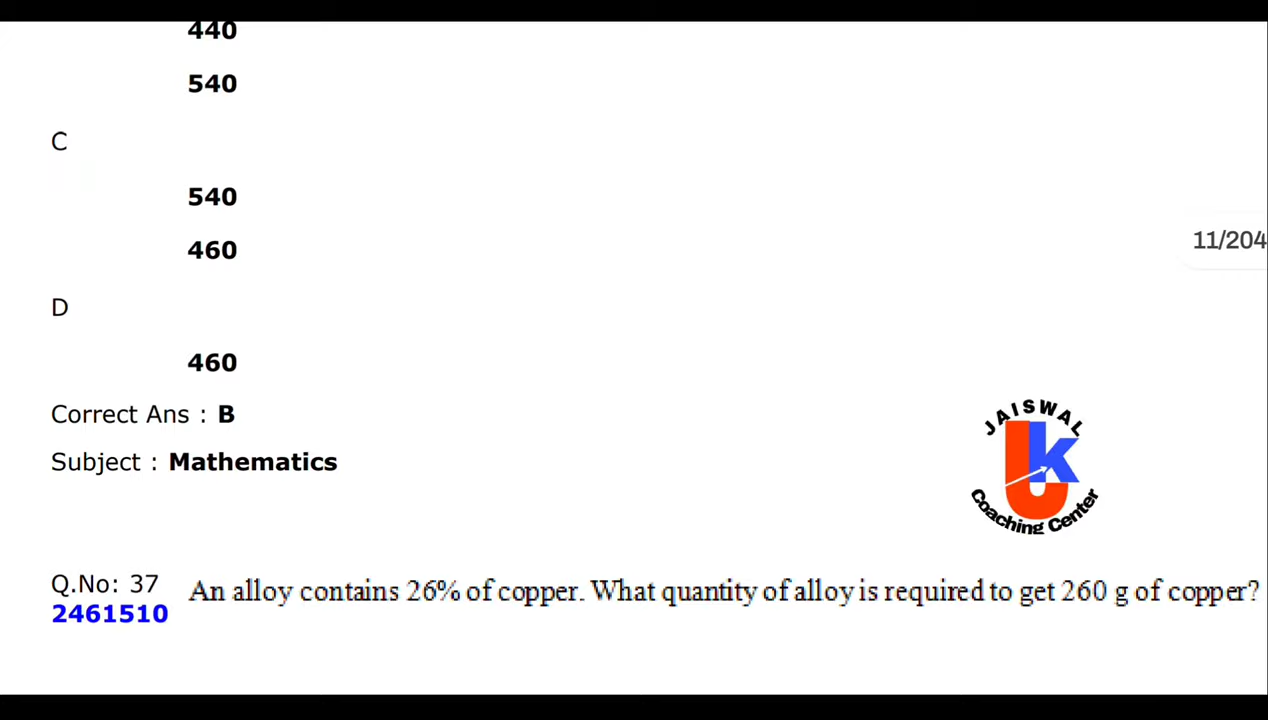 440
540
C
540
11/204
460
D
460
Correct Ans : B
Subject : Mathematics
JAISWAL
Jk
Coaching Center
Q.No: 37
2461510
An alloy contains 26% of copper. What quantity of alloy is required to get 260 g of copper?